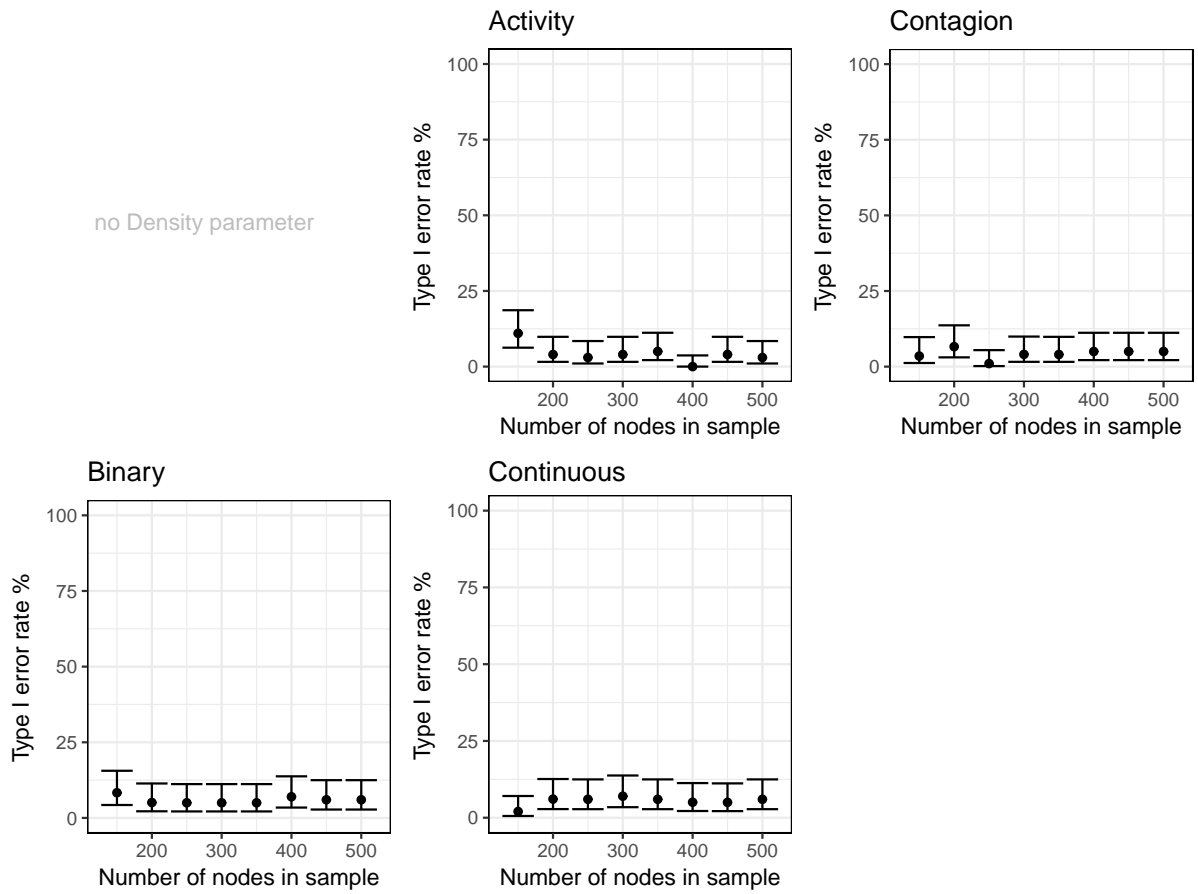 no Density parameter
Activity
Type I error rate %
100
75
50
25
0
200 300 400 500
Number of nodes in sample
Contagion
Type I error rate %
100
75
50
25
0
200 300 400 500
Number of nodes in sample
Binary
Type I error rate %
100
75
50
25
0
200 300 400 500
Number of nodes in sample
Continuous
Type I error rate %
100
75
50
25
0
200 300 400 500
Number of nodes in sample